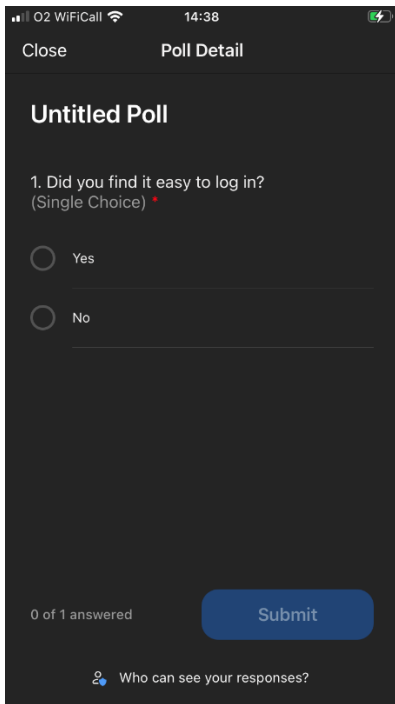 O2 WiFiCall 14:38
Close Poll Detail
Untitled Poll
1. Did you find it easy to log in?
(Single Choice) *
Yes
No
0 of 1 answered Submit
Who can see your responses?